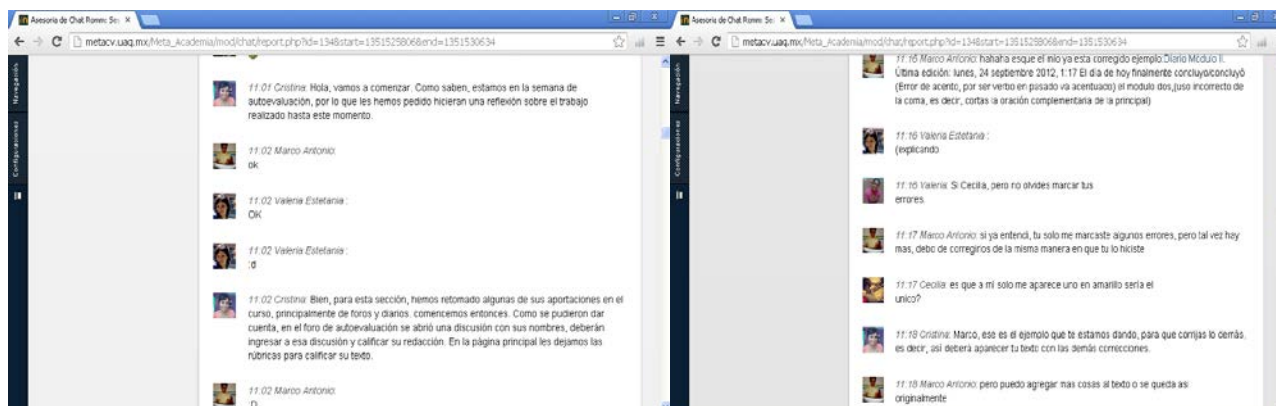 Asesoria de Chat Romm: Se:
metacv.uaq.mx/Meta_Academia/mod/chat/report.php?id=134&start=1351525806&end=1351530634
Navegación
Configuraciones
11:01 Cristina: Hola, vamos a comenzar. Como saben, estamos en la semana de
autoevaluación, por lo que les hemos pedido hicieran una reflexión sobre el trabajo
realizado hasta este momento.
11:02 Marco Antonio:
ok
11:02 Valeria Estefania :
OK
11:02 Valeria Estefania :
:d
11:02 Cristina: Bien, para esta sección, hemos retomado algunas de sus aportaciones en el
curso, principalmente de foros y diarios. comencemos entonces. Como se pudieron dar
cuenta, en el foro de autoevaluación se abrió una discusión con sus nombres, deberán
ingresar a esa discusión y calificar su redacción. En la página principal les dejamos las
rúbricas para calificar su texto.
11:02 Marco Antonio:
:D
Asesoria de Chat Romm: Se:
metacv.uaq.mx/Meta_Academia/mod/chat/report.php?id=134&start=1351525806&end=1351530634
Navegación
Configuraciones
11:16 Marco Antonio: hahaha esque el mio ya esta corregido ejemplo:Diario Módulo II.
Última edición: lunes, 24 septiembre 2012, 1:17 El día de hoy finalmente concluyo/concluyó
(Error de acento, por ser verbo en pasado va acentuado) el modulo dos,(uso incorrecto de
la coma, es decir, cortas la oración complementaria de la principal)
11:16 Valeria Estefania :
(explicando
11:16 Valeria: Si Cecilia, pero no olvides marcar tus
errores.
11:17 Marco Antonio: si ya entendi, tu solo me marcaste algunos errores, pero tal vez hay
mas, debo de corregirlos de la misma manera en que tu lo hiciste
11:17 Cecilia: es que a mi solo me aparece uno en amarillo sería el
unico?
11:18 Cristina: Marco, ese es el ejemplo que te estamos dando, para que corrijas lo demás,
es decir, así deberá aparecer tu texto con las demás correcciones.
11:18 Marco Antonio: pero puedo agregar mas cosas al texto o se queda asi
originalmente